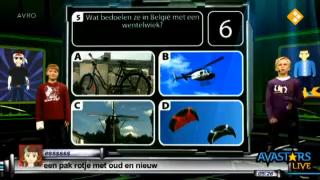 AVRO
5 Wat bedoelen ze in België met een
wentelwiek?
6
A
B
C
D
essssss
een pak rotje met oud en nieuw
AVASTARS
LIVE